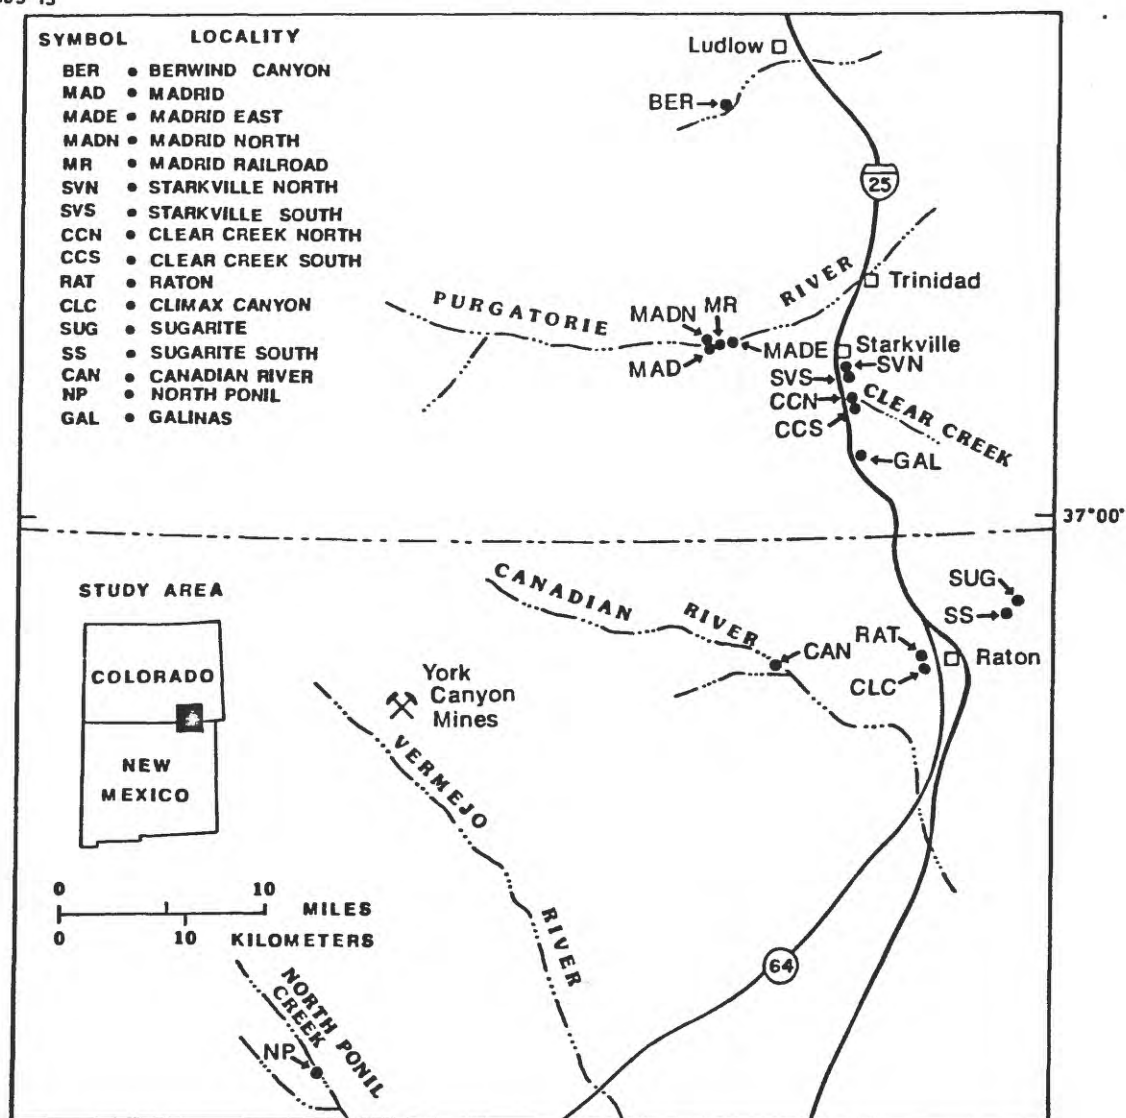 SYMBOL LOCALITY
BER • BERWIND CANYON
MAD • MADRID
MADE • MADRID EAST
MADN • MADRID NORTH
MR • MADRID RAILROAD
SVN • STARKVILLE NORTH
SVS • STARKVILLE SOUTH
CCN • CLEAR CREEK NORTH
CCS • CLEAR CREEK SOUTH
RAT • RATON
CLC • CLIMAX CANYON
SUG • SUGARITE
SS • SUGARITE SOUTH
CAN • CANADIAN RIVER
NP • NORTH PONIL
GAL • GALINAS
Ludlow
BER
25
Trinidad
PURGATORIE RIVER
MADN MR
MAD
MADE
Starkville
SVN
SVS
CCN
CCS
CLEAR CREEK
GAL
37°00'
STUDY AREA
COLORADO
NEW
MEXICO
CANADIAN RIVER
SUG
SS
RAT
CAN
Raton
CLC
York
Canyon
Mines
VERMEJO RIVER
0 10
MILES
0 10
KILOMETERS
64
NORTH PONIL
CREEK
NP